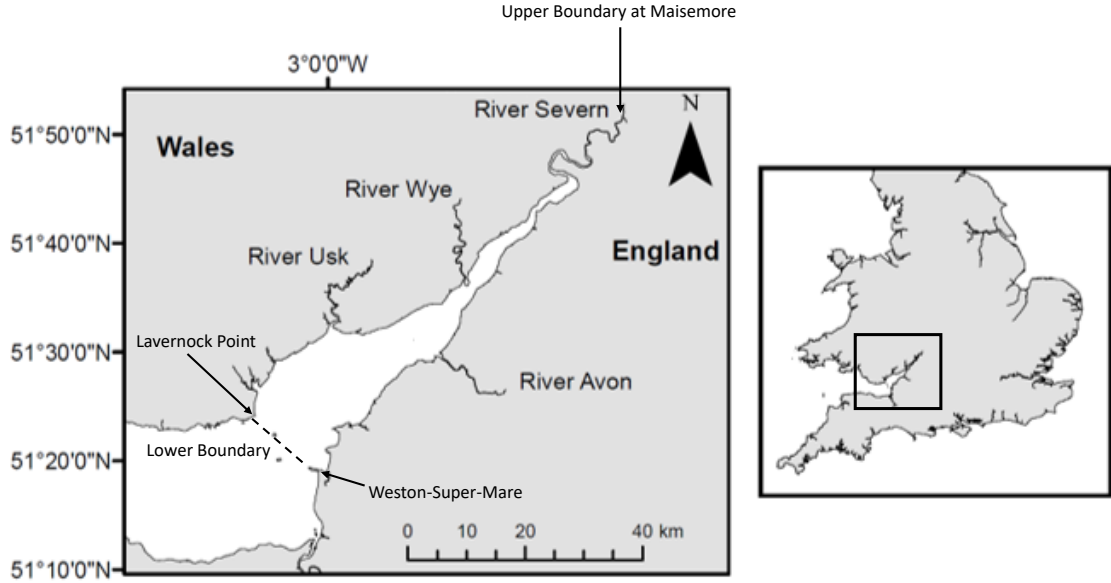 Upper Boundary at Maisemore
3°0'0"W
River Severn
N
51°50'0"N
Wales
River Wye
51°40'0"N
England
River Usk
51°30'0"N
Lavernock Point
River Avon
Lower Boundary
51°20'0"N
Weston-Super-Mare
0 10 20 40 km
51°10'0"N